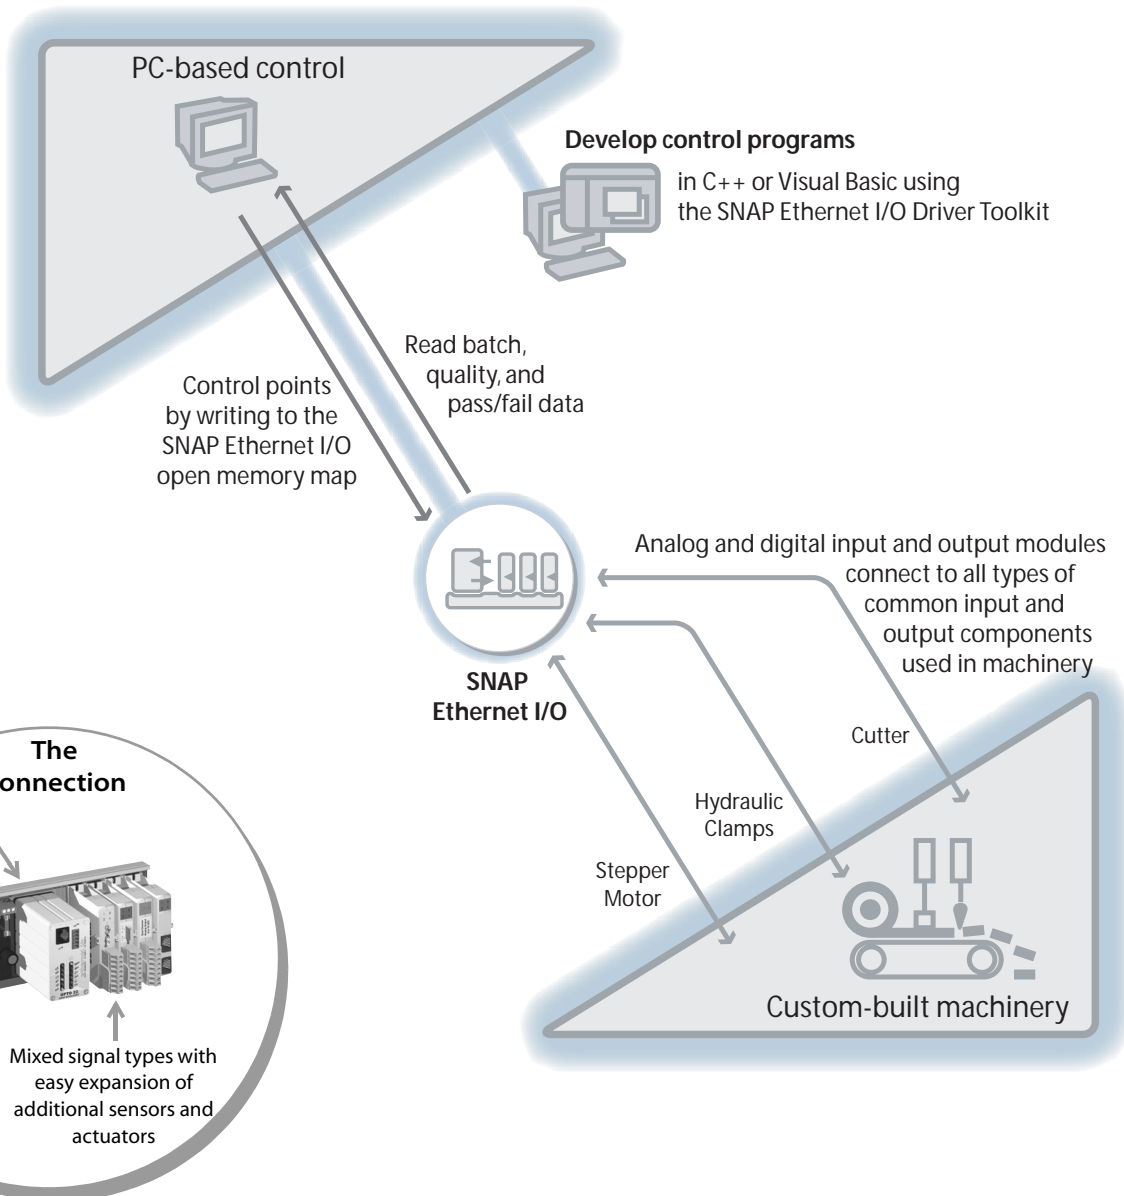 PC-based control
Develop control programs
in C++ or Visual Basic using
the SNAP Ethernet I/O Driver Toolkit
Read batch,
quality, and
pass/fail data
Control points
by writing to the
SNAP Ethernet I/O
open memory map
Analog and digital input and output modules
connect to all types of
common input and
output components
used in machinery
SNAP
Ethernet I/O
Cutter
Hydraulic
Clamps
Stepper
Motor
Custom-built machinery
The
onnection
Mixed signal types with
easy expansion of
additional sensors and
actuators